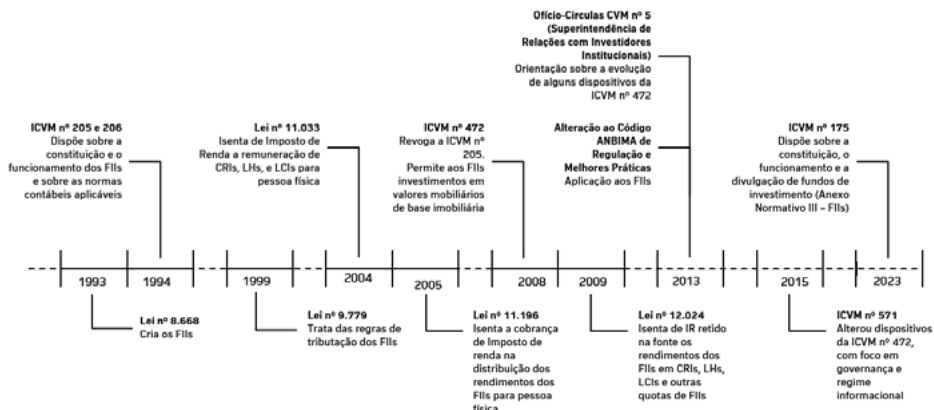 Ofício-Circulas CVM nº 5
(Superintendência de
Relações com Investidores
Institucionais)
Orientação sobre a evolução
de alguns dispositivos da
ICVM nº 472
ICVM nº 205 e 206
Dispõe sobre a
constituição e o
funcionamento dos FIIs
e sobre as normas
contábeis aplicáveis
Lei nº 11.033
Isenta de Imposto de
Renda a remuneração de
CRIs, LHs, e LCIs para
pessoa física
ICVM nº 472
Revoga a ICVM nº
205.
Permite aos FIIs
investimentos em
valores mobiliários
de base imobiliária
Alteração ao Código
ANBIMA de
Regulação e
Melhores Práticas
Aplicação aos FIIs
ICVM nº 175
Dispõe sobre a
constituição, o
funcionamento e a
divulgação de fundos de
investimento (Anexo
Normativo III – FIIs)
1993 1994 1999 2004 2005 2008 2009 2013 2015 2023
Lei nº 8.668
Cria os FIIs
Lei nº 9.779
Trata das regras de
tributação dos FIIs
Lei nº 11.196
Isenta a cobrança
de Imposto de
renda na
distribuição dos
rendimentos dos
FIIs para pessoa
física
Lei nº 12.024
Isenta de IR retido
na fonte os
rendimentos dos
FIIs em CRIs, LHs,
LCIs e outras
quotas de FIIs
ICVM nº 571
Alterou dispositivos
da ICVM nº 472,
com foco em
governança e
regime
informacional